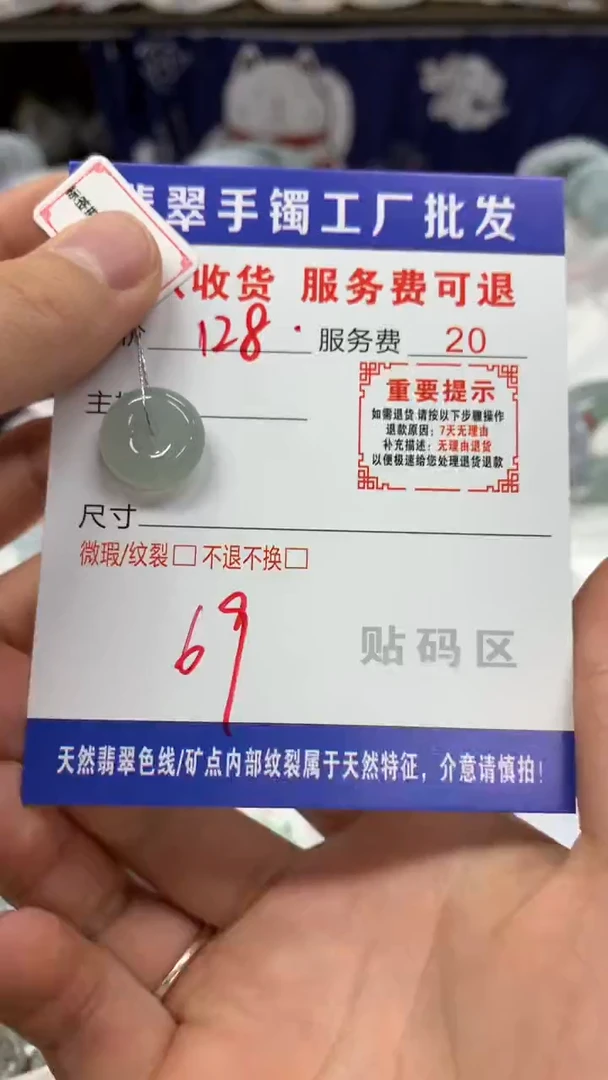 翡翠手镯工厂批发
收货 服务费可退
价 128. 服务费 20
主
重要提示
如需退货,请按以下步骤操作
退款原因:7天无理由
补充描述:无理由退货
以便极速给您处理退货退款
尺寸
微瑕/纹裂□ 不退不换□
69
贴码区
天然翡翠色线/矿点内部纹裂属于天然特征，介意请慎拍!